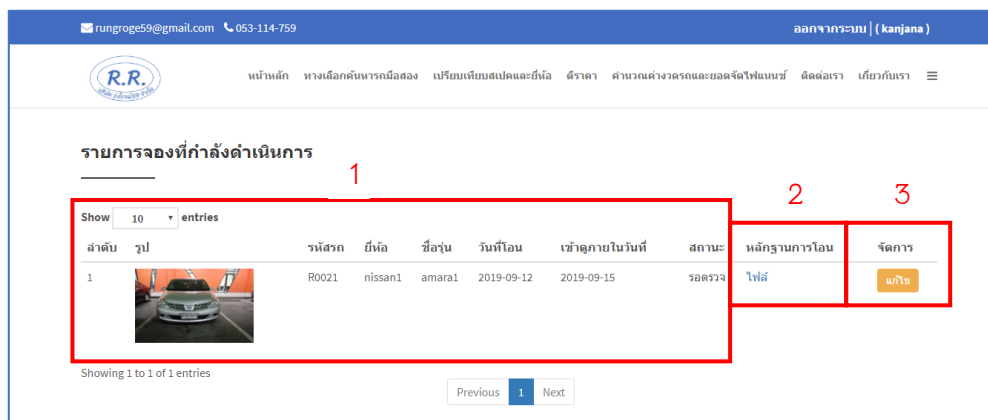 rungroge59@gmail.com 053-114-759 ออกจากระบบ | ( kanjana )
R.R.
หน้าหลัก ทางเลือกค้นหารถมือสอง เปรียบเทียบสเปคและยี่ห้อ ตีราคา คำนวณค่างวดรถและยอดจัดไฟแนนซ์ ติดต่อเรา เกี่ยวกับเรา
รายการจองที่กำลังดำเนินการ
1
2 3
Show 10 entries
ลำดับ รูป รหัสรถ ยี่ห้อ ชื่อรุ่น วันที่โอน เข้าดูภายในวันที่ สถานะ หลักฐานการโอน จัดการ
1 R0021 nissan1 amara1 2019-09-12 2019-09-15 รอตรวจ ไฟล์ แก้ไข
Showing 1 to 1 of 1 entries
Previous 1 Next